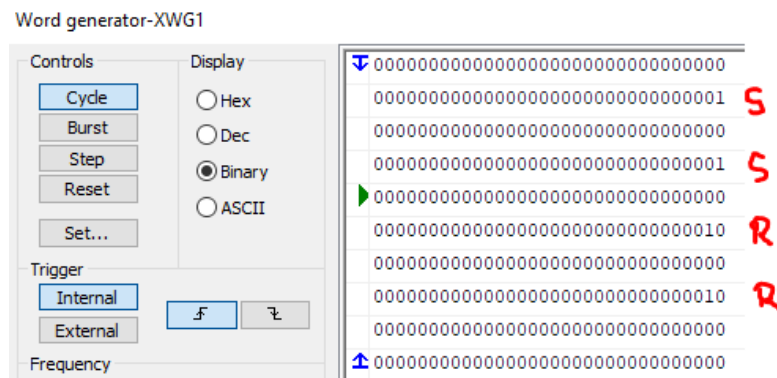 Word generator-XWG1
Controls
Cycle
Burst
Step
Reset
Set...
Display
Hex
Dec
Binary
ASCII
Trigger
Internal
External
Frequency
00000000000000000000000000000000
00000000000000000000000000000001 S
00000000000000000000000000000000
00000000000000000000000000000001 S
00000000000000000000000000000000
00000000000000000000000000000010 R
00000000000000000000000000000000
00000000000000000000000000000010 R
00000000000000000000000000000000
00000000000000000000000000000000